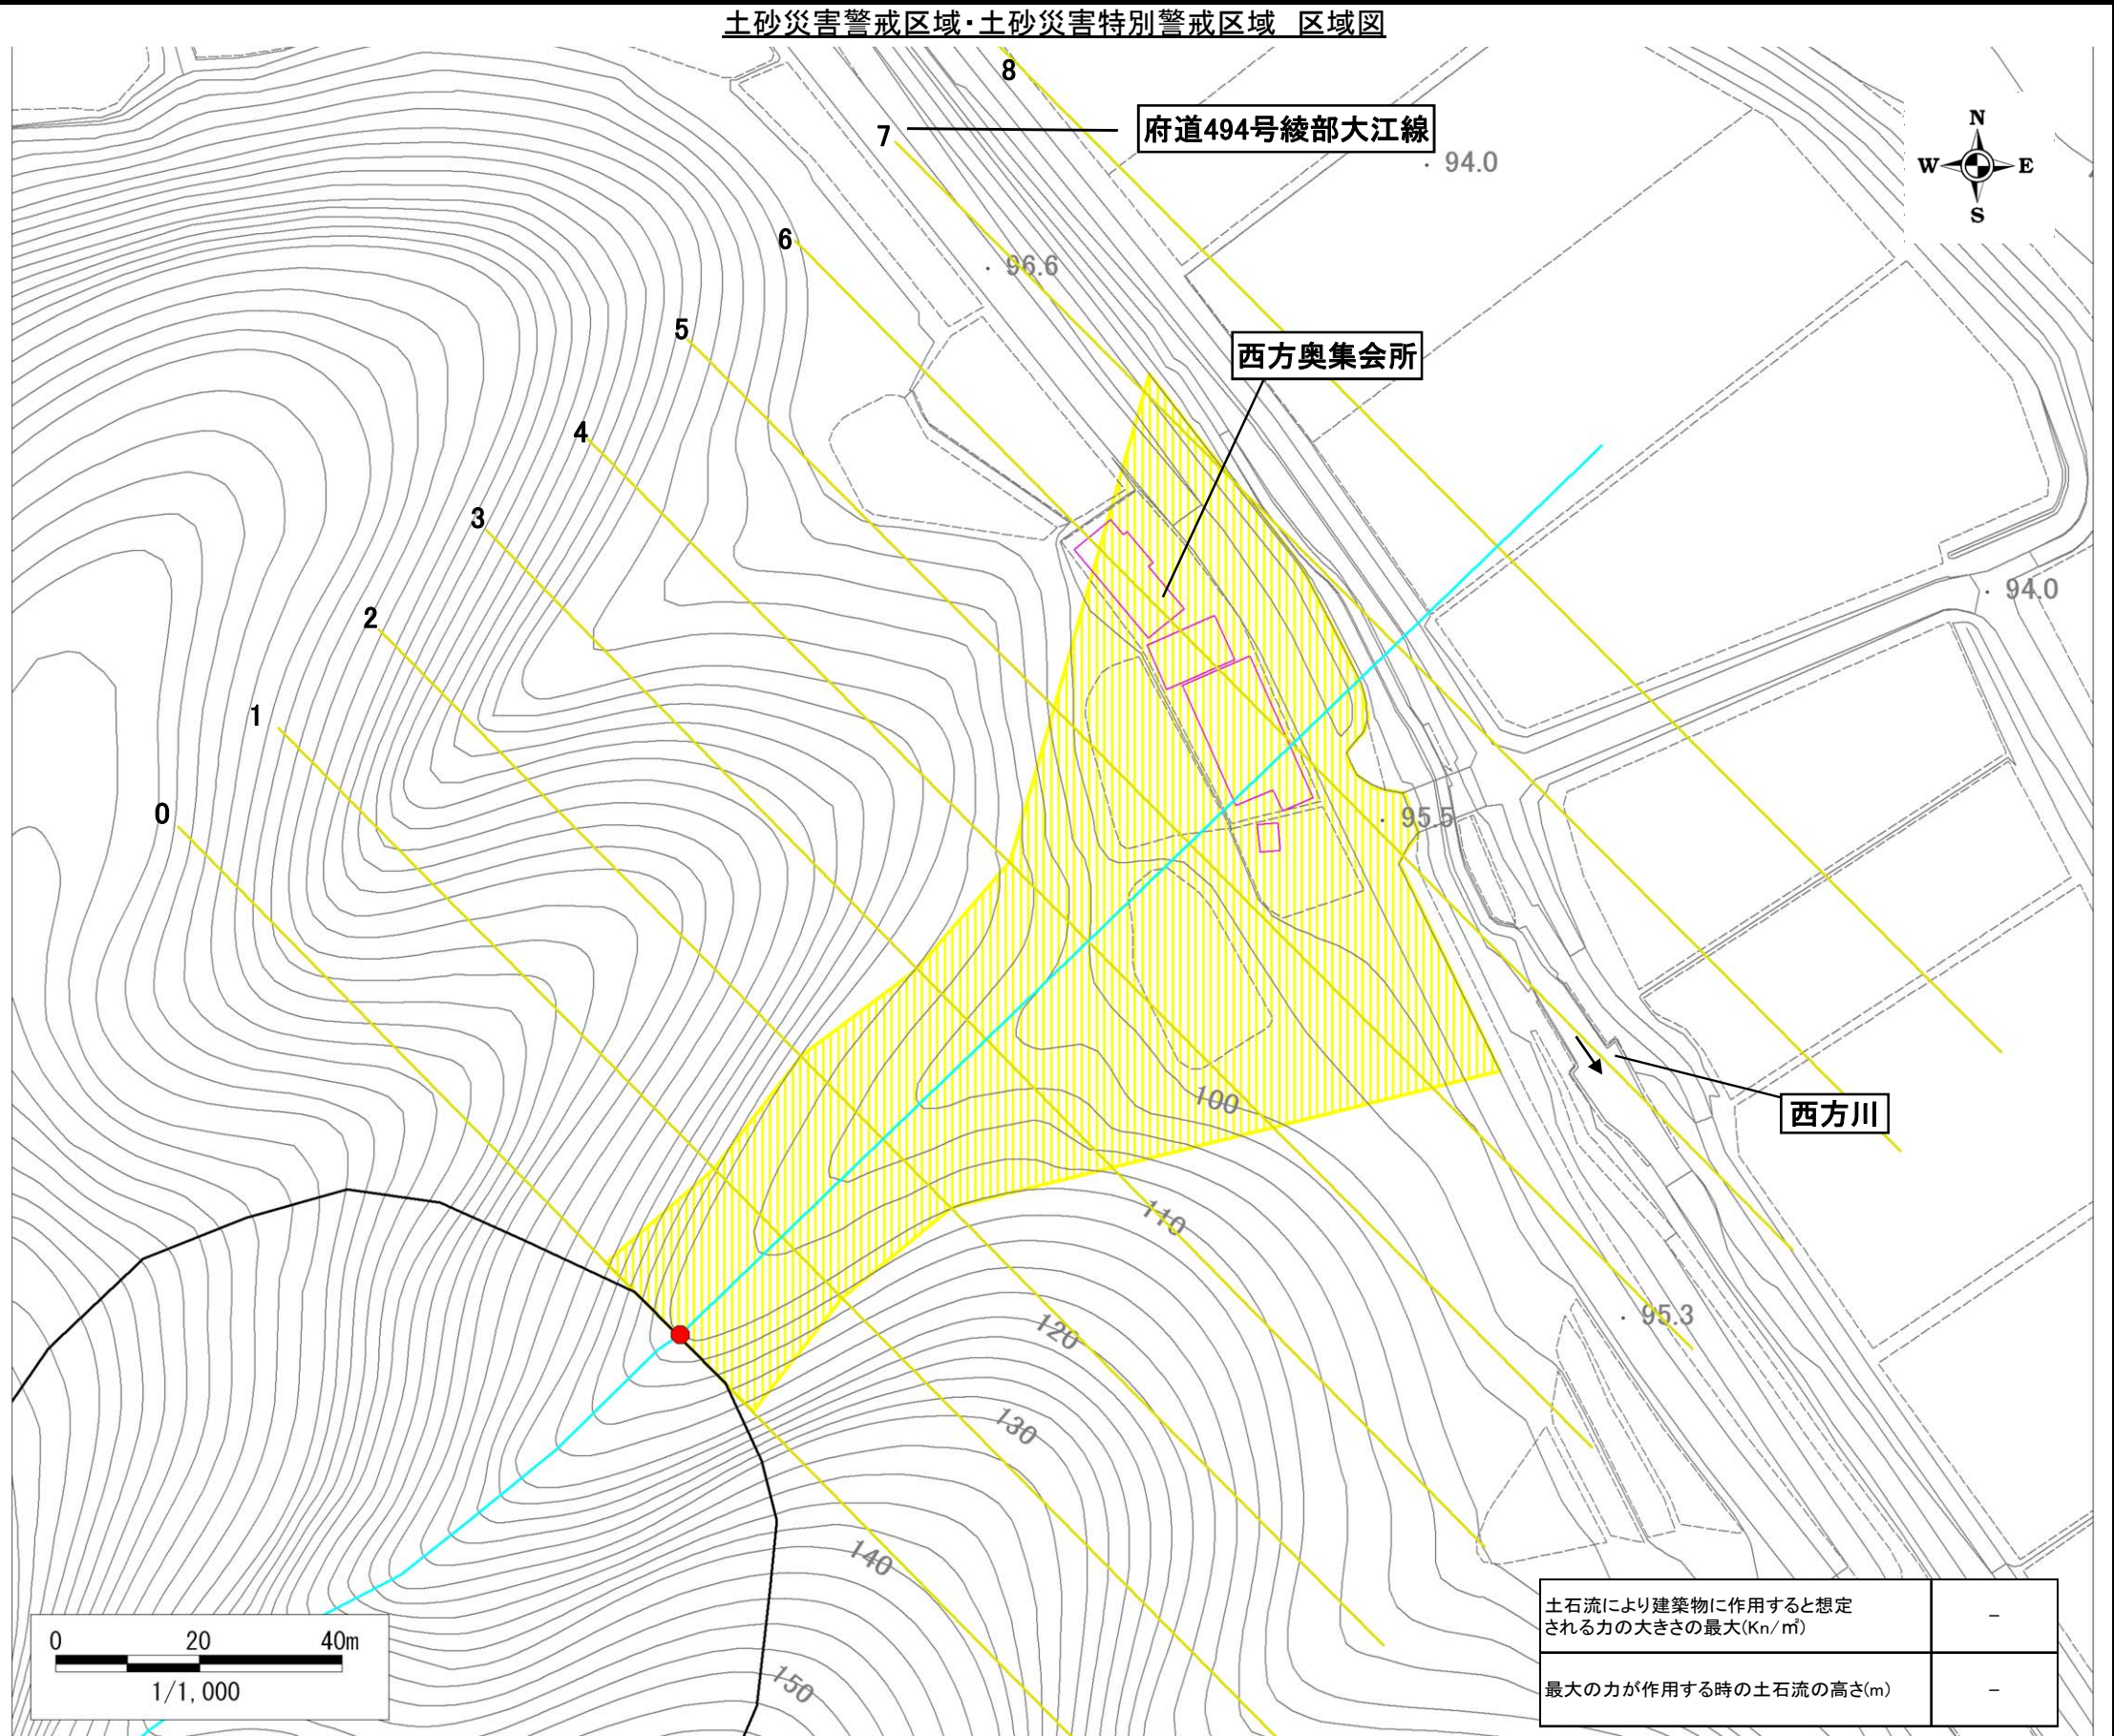 土砂災害警戒区域・土砂災害特別警戒区域 区域図
8
7
府道494号綾部大江線
94.0
N
W E
S
6
96.6
5
西方奥集会所
4
3
94.0
2
1
0
95.5
100
西方川
110
95.3
120
130
140
150
0 20 40m
1/1,000
土石流により建築物に作用すると想定
される力の大きさの最大(Kn/㎡)
－
最大の力が作用する時の土石流の高さ(m)
－